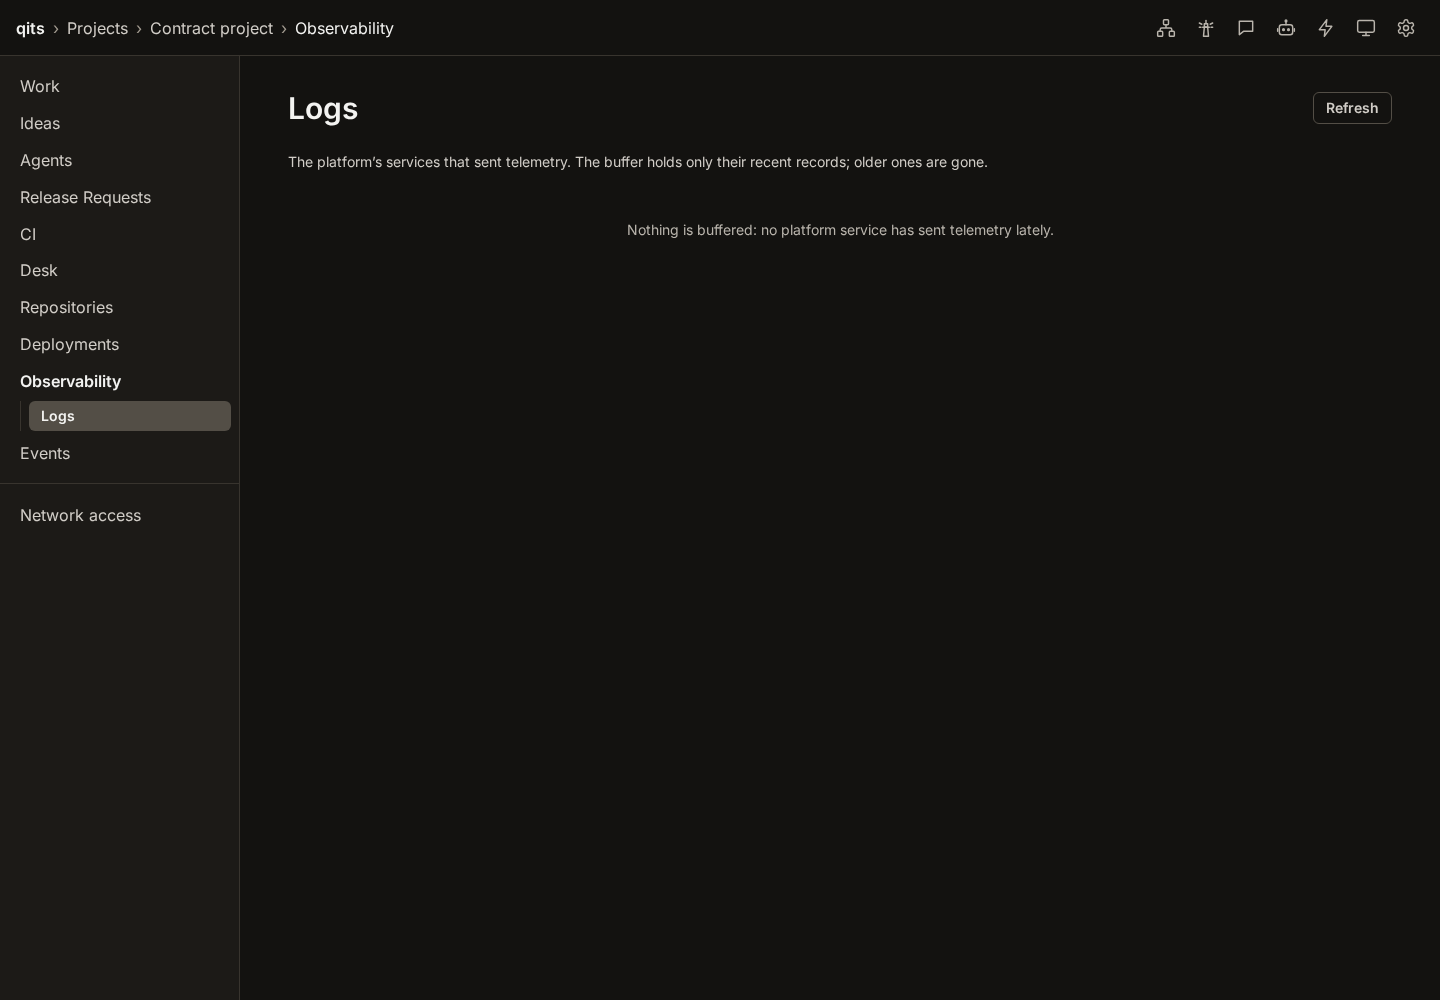 qits › Projects › Contract project › Observability
Work
Ideas
Agents
Release Requests
CI
Desk
Repositories
Deployments
Observability
Logs
Events
Network access
Logs
Refresh
The platform’s services that sent telemetry. The buffer holds only their recent records; older ones are gone.
Nothing is buffered: no platform service has sent telemetry lately.